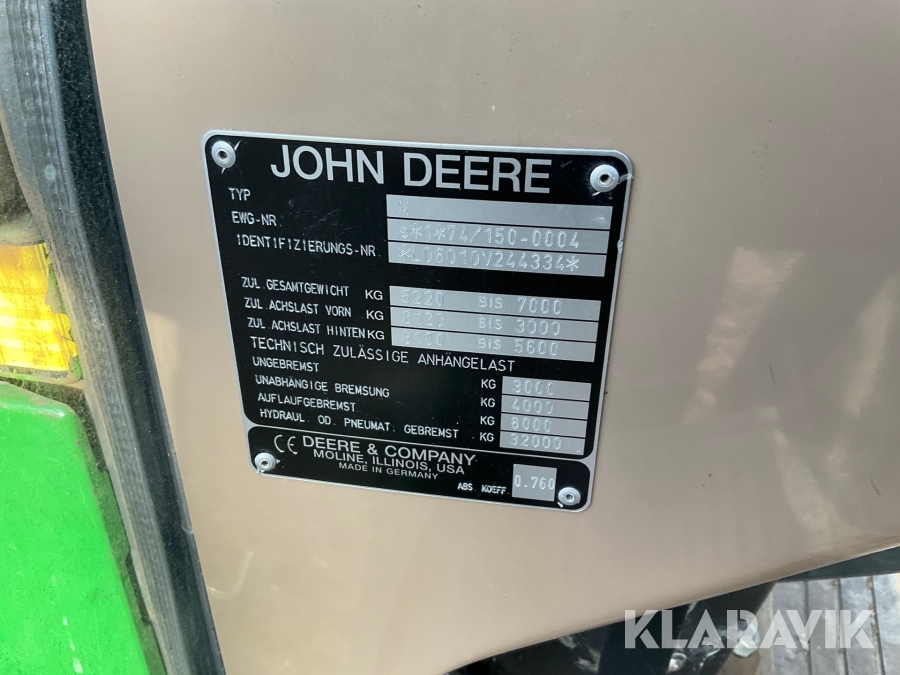 JOHN DEERE
TYP V
EWG-NR s*1*74/150-0004
IDENTIFIZIERUNGS-NR. *LO6010V244334*
ZUL.GESAMTGEWICHT KG 5220 BIS 7000
ZUL.ACHSLAST VORN KG BIS 3000
ZUL.ACHSLAST HINTEN KG BIS 5600
TECHNISCH ZULÄSSIGE ANHÄNGELAST
UNGEBREMST KG 3000
UNABHÄNGIGE BREMSUNG KG 4000
AUFLAUFGEBREMST KG 8000
HYDRAUL. OD. PNEUMAT. GEBREMST KG 32000
CE DEERE & COMPANY
MOLINE, ILLINOIS, USA
MADE IN GERMANY
ABS. KOEFF. 0.760
KLARAVIK